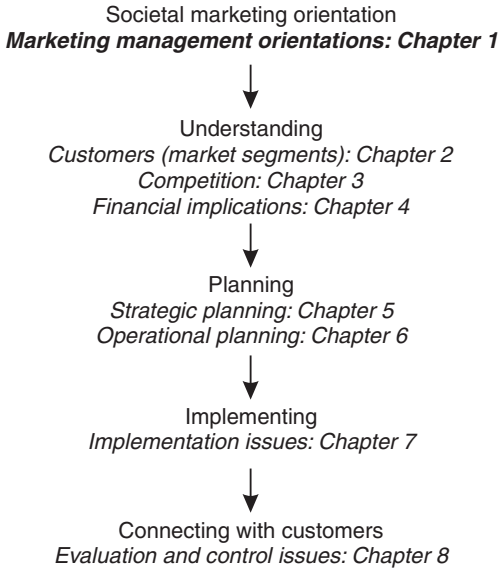 Societal marketing orientation
Marketing management orientations: Chapter 1
Understanding
Customers (market segments): Chapter 2
Competition: Chapter 3
Financial implications: Chapter 4
Planning
Strategic planning: Chapter 5
Operational planning: Chapter 6
Implementing
Implementation issues: Chapter 7
Connecting with customers
Evaluation and control issues: Chapter 8